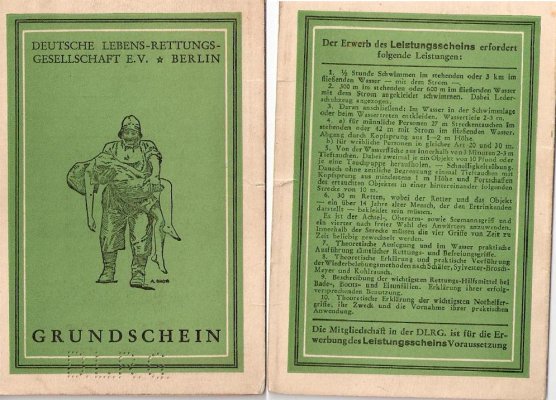 DEUTSCHE LEBENS-RETTUNGS-
GESELLSCHAFT E.V. ★ BERLIN
GRUNDSCHEIN
D.L.R.G.
Der Erwerb des Leistungsscheins erfordert
folgende Leistungen:
1. ½ Stunde Schwimmen im stehenden oder 3 km im
fließenden Wasser — mit dem Strom —.
2. 300 m im stehenden oder 600 m im fließenden Wasser
mit dem Strom angekleidet schwimmen. Dabei Leder-
schuhzeug angezogen.
3. Daran anschließend: Im Wasser in der Schwimmlage
oder beim Wassertreten entkleiden. Wassertiefe 2-3 m.
4. a) für männliche Personen 27 m Streckentauchen im
stehenden oder 42 m mit Strom im fließenden Wasser.
Abgang durch Kopfsprung aus 1—2 m Höhe.
b) für weibliche Personen in gleicher Art 20 und 30 m.
5. Von der Wasserfläche aus innerhalb von 3 Minuten 2-3 m
Tieftauchen. Dabei zweimal je ein Objekt von 10 Pfund oder
je eine Tauchpuppe heraufholen. — Schnelligkeitsübung.
Danach ohne zeitliche Begrenzung einmal Tieftauchen mit
Kopfsprung aus mindestens 1 m Höhe und Fortschaffen
des ertauchten Objektes in einer hintereinander folgenden
Strecke von 10 m.
6. 30 m Retten, wobei der Retter und das Objekt
— ein über 14 Jahre alter Mensch, der den Ertrinkenden
darstellt — bekleidet sein müssen.
Es ist der Achtel-, Oberarm- sowie Seemannsgriff und
ein vierter nach freier Wahl des Anwärters anzuwenden.
Innerhalb der Strecke müssen die vier Griffe von Zeit zu
Zeit beliebig gewechselt werden.
7. Theoretische Auslegung und im Wasser praktische
Ausführung sämtlicher Rettungs- und Befreiungsgriffe.
8. Theoretische Erklärung und praktische Vorführung
der Wiederbelebungsmethoden nach Schäfer, Sylvester-Brosch-
Meyer und Kohlrausch.
9. Beschreibung der wichtigsten Rettungs-Hilfsmittel bei
Bade-, Boots- und Eisunfällen. Erklärung ihrer erfolg-
versprechenden Benutzung.
10. Theoretische Erklärung der wichtigsten Nothelfer-
griffe, ihr Zweck und die Vornahme ihrer praktischen
Anwendung.
Die Mitgliedschaft in der DLRG. ist für die Er-
werbung des Leistungsscheins Voraussetzung